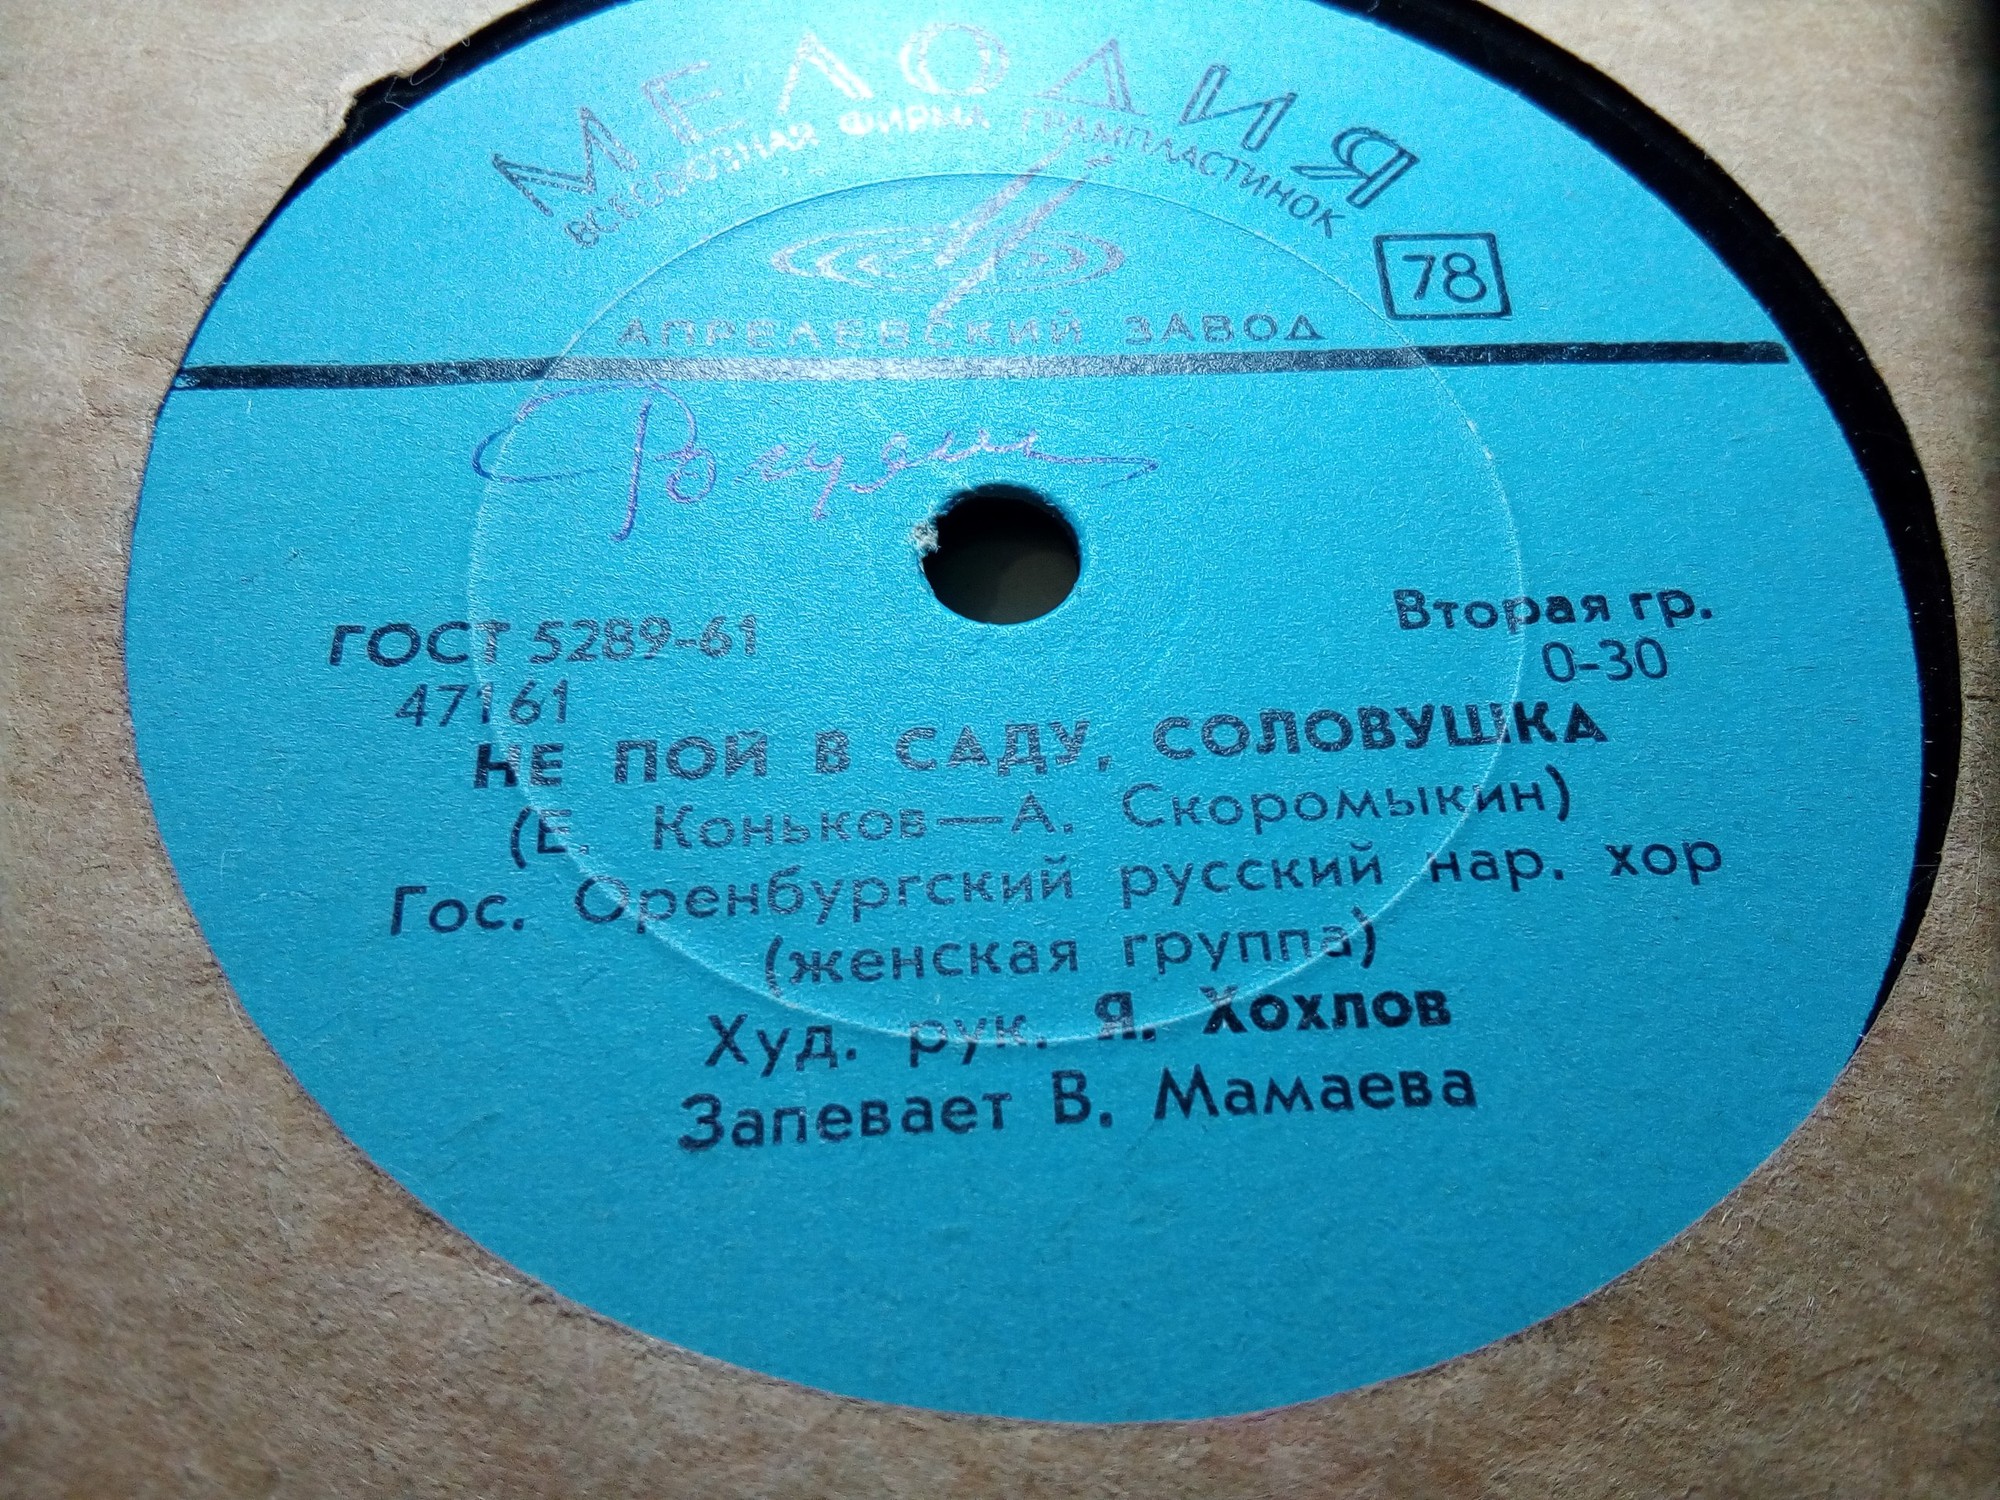 МЕЛОДИЯ
ВСЕСОЮЗНАЯ ФИРМА ГРАМПЛАСТИНОК
78
АПРЕЛЕВСКИЙ ЗАВОД
ГОСТ 5289-61
Вторая гр.
47161
0-30
НЕ ПОЙ В САДУ, СОЛОВУШКА
(Е. Коньков—А. Скоромыкин)
Гос. Оренбургский русский нар. хор
(женская группа)
Худ. рук. Я. Хохлов
Запевает В. Мамаева